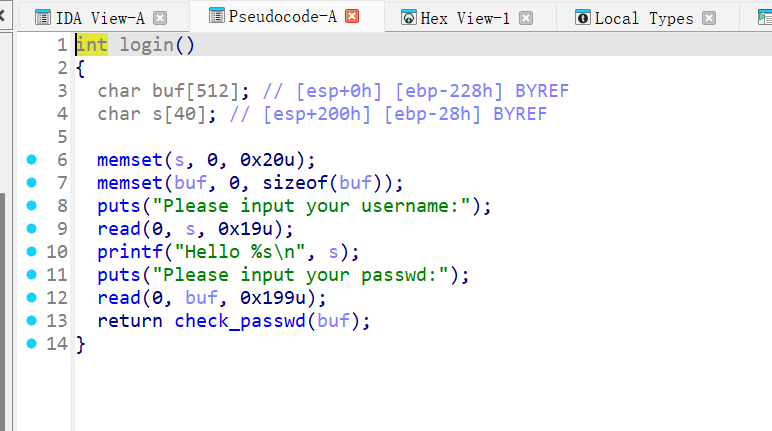 IDA View-A Pseudocode-A Hex View-1 Local Types
1 int login()
2 {
3 char buf[512]; // [esp+0h] [ebp-228h] BYREF
4 char s[40]; // [esp+200h] [ebp-28h] BYREF
5
6 memset(s, 0, 0x20u);
7 memset(buf, 0, sizeof(buf));
8 puts("Please input your username:");
9 read(0, s, 0x19u);
10 printf("Hello %s\n", s);
11 puts("Please input your passwd:");
12 read(0, buf, 0x199u);
13 return check_passwd(buf);
14 }